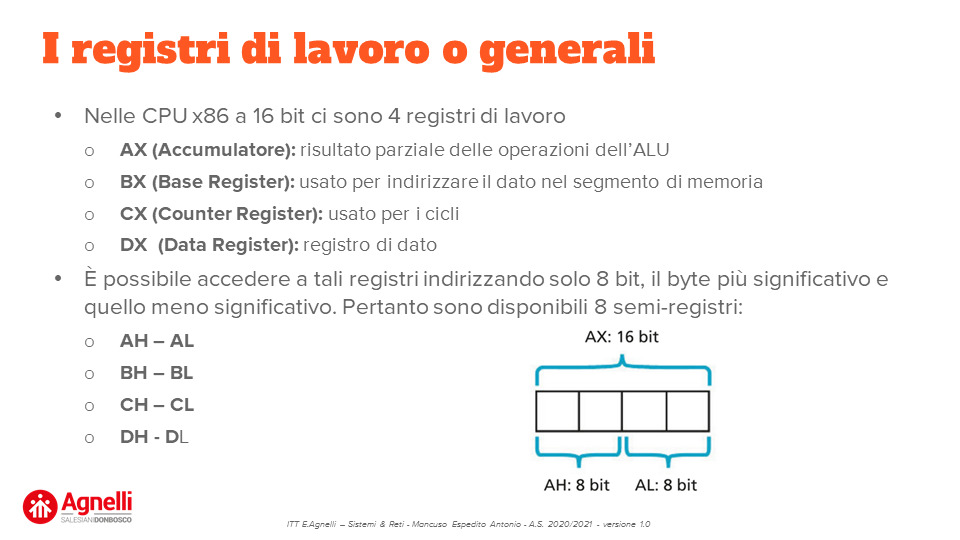 I registri di lavoro o generali
• Nelle CPU x86 a 16 bit ci sono 4 registri di lavoro
o AX (Accumulatore): risultato parziale delle operazioni dell'ALU
o BX (Base Register): usato per indirizzare il dato nel segmento di memoria
o CX (Counter Register): usato per i cicli
o DX (Data Register): registro di dato
• È possibile accedere a tali registri indirizzando solo 8 bit, il byte più significativo e
quello meno significativo. Pertanto sono disponibili 8 semi-registri:
o AH – AL
o BH – BL
o CH – CL
o DH - DL
AX: 16 bit
AH: 8 bit AL: 8 bit
Agnelli
SALESIANI DONBOSCO
ITT E.Agnelli – Sistemi & Reti - Mancuso Espedito Antonio - A.S. 2020/2021 - versione 1.0